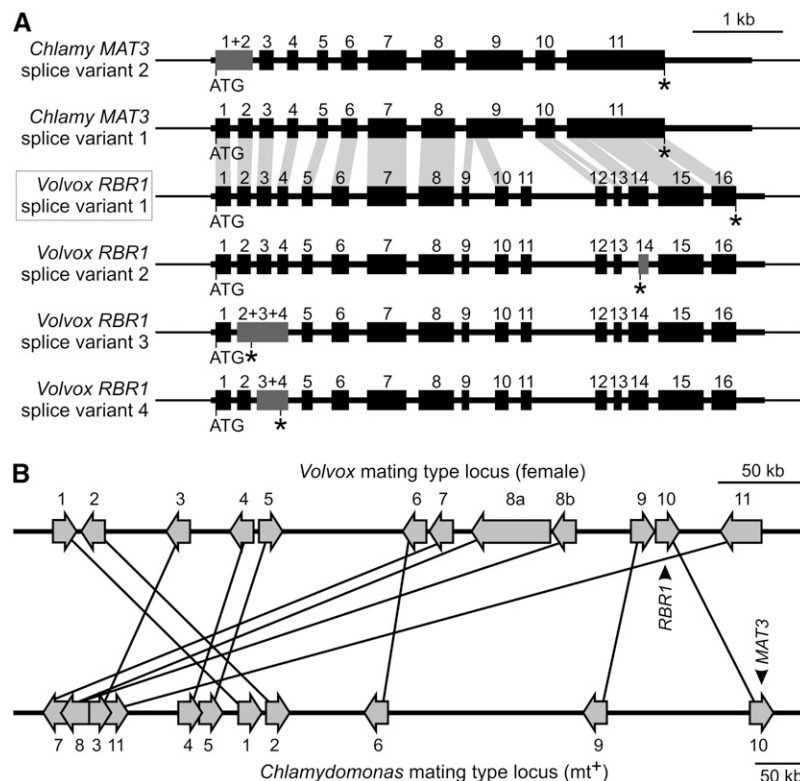 A
1 kb
Chlamy MAT3
splice variant 2
1+2 3 4 5 6 7 8 9 10 11
ATG
*
Chlamy MAT3
splice variant 1
1 2 3 4 5 6 7 8 9 10 11
ATG
*
Volvox RBR1
splice variant 1
1 2 3 4 5 6 7 8 9 10 11 12 13 14 15 16
ATG
*
Volvox RBR1
splice variant 2
1 2 3 4 5 6 7 8 9 10 11 12 13 14 15 16
ATG
*
Volvox RBR1
splice variant 3
1 2+3+4 5 6 7 8 9 10 11 12 13 14 15 16
ATG
*
Volvox RBR1
splice variant 4
1 2 3+4 5 6 7 8 9 10 11 12 13 14 15 16
ATG
*
B
Volvox mating type locus (female)
50 kb
1 2 3 4 5 6 7 8a 8b 9 10 11
RBR1
MAT3
7 8 3 11 4 5 1 2 6 9 10
Chlamydomonas mating type locus (mt+)
50 kb